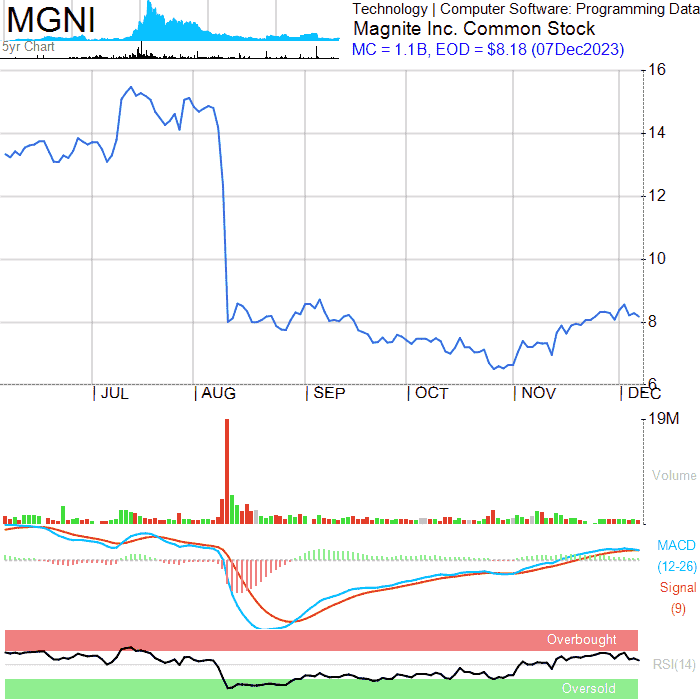 MGNI
5yr Chart
Technology | Computer Software: Programming Data
Magnite Inc. Common Stock
MC = 1.1B, EOD = $8.18 (07Dec2023)
16
14
12
10
8
6
JUL AUG SEP OCT NOV DEC
19M
Volume
MACD
(12-26)
Signal
(9)
Overbought
RSI(14)
Oversold